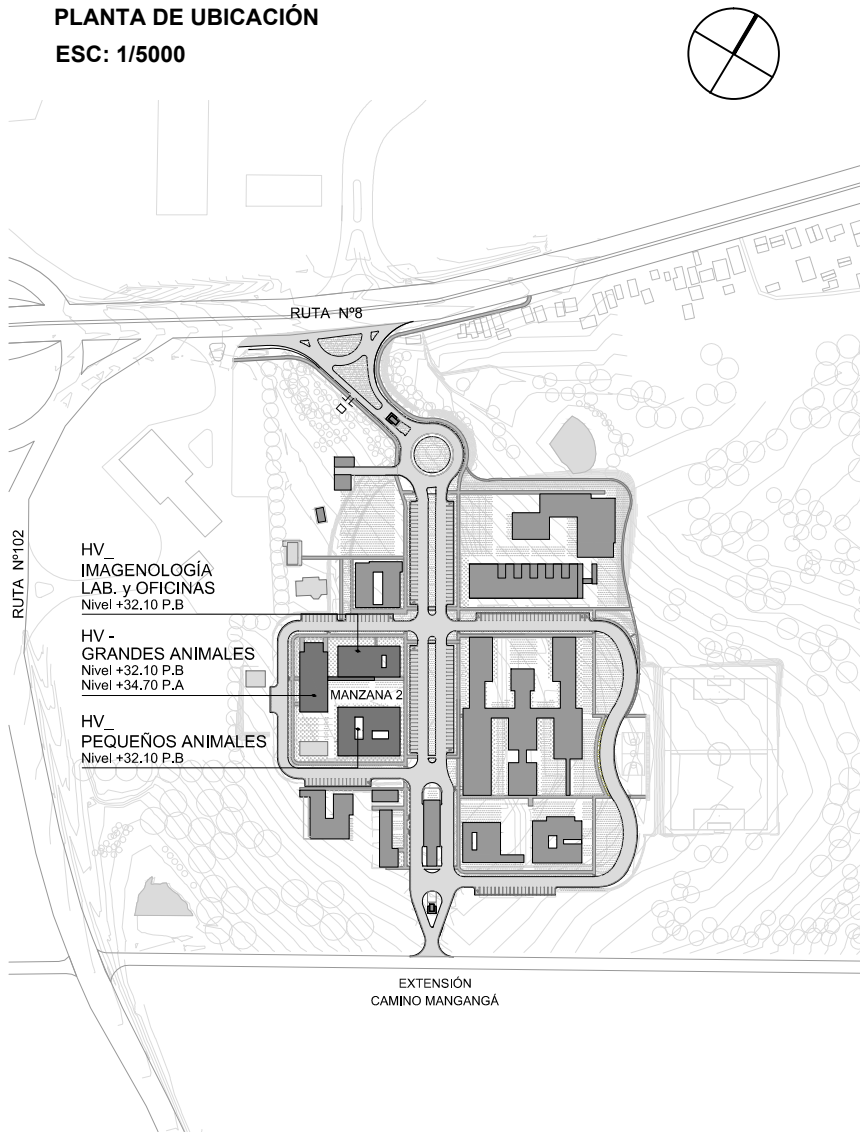 PLANTA DE UBICACIÓN
ESC: 1/5000
RUTA Nº8
RUTA Nº102
HV_
IMAGENOLOGÍA
LAB. y OFICINAS
Nivel +32.10 P.B
HV -
GRANDES ANIMALES
Nivel +32.10 P.B
Nivel +34.70 P.A
MANZANA 2
HV_
PEQUEÑOS ANIMALES
Nivel +32.10 P.B
EXTENSIÓN
CAMINO MANGANGÁ